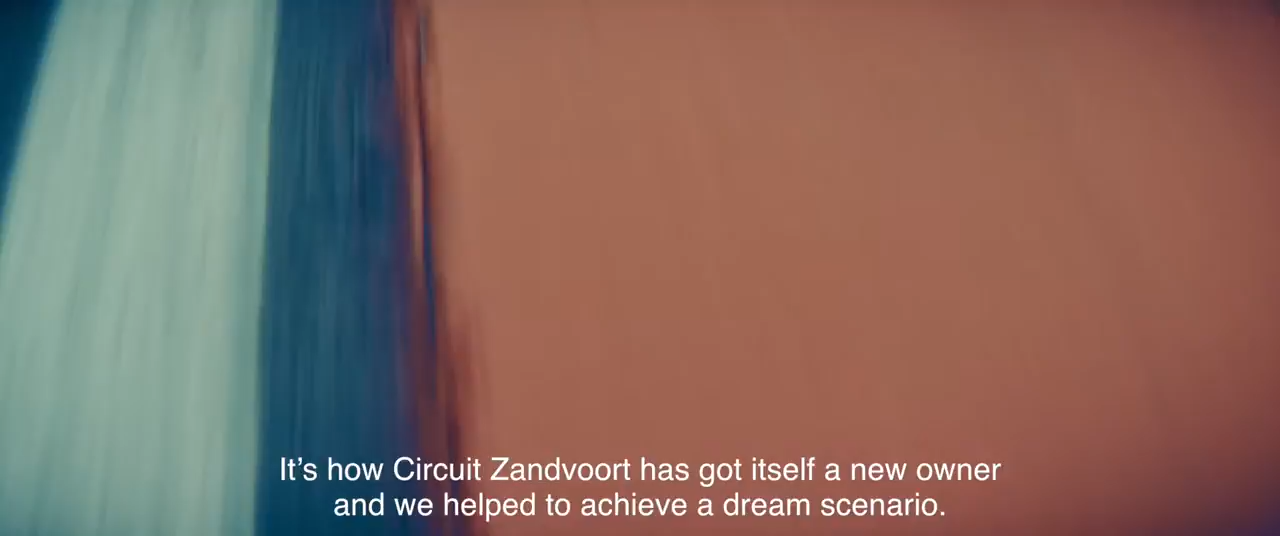 It’s how Circuit Zandvoort has got itself a new owner
and we helped to achieve a dream scenario.